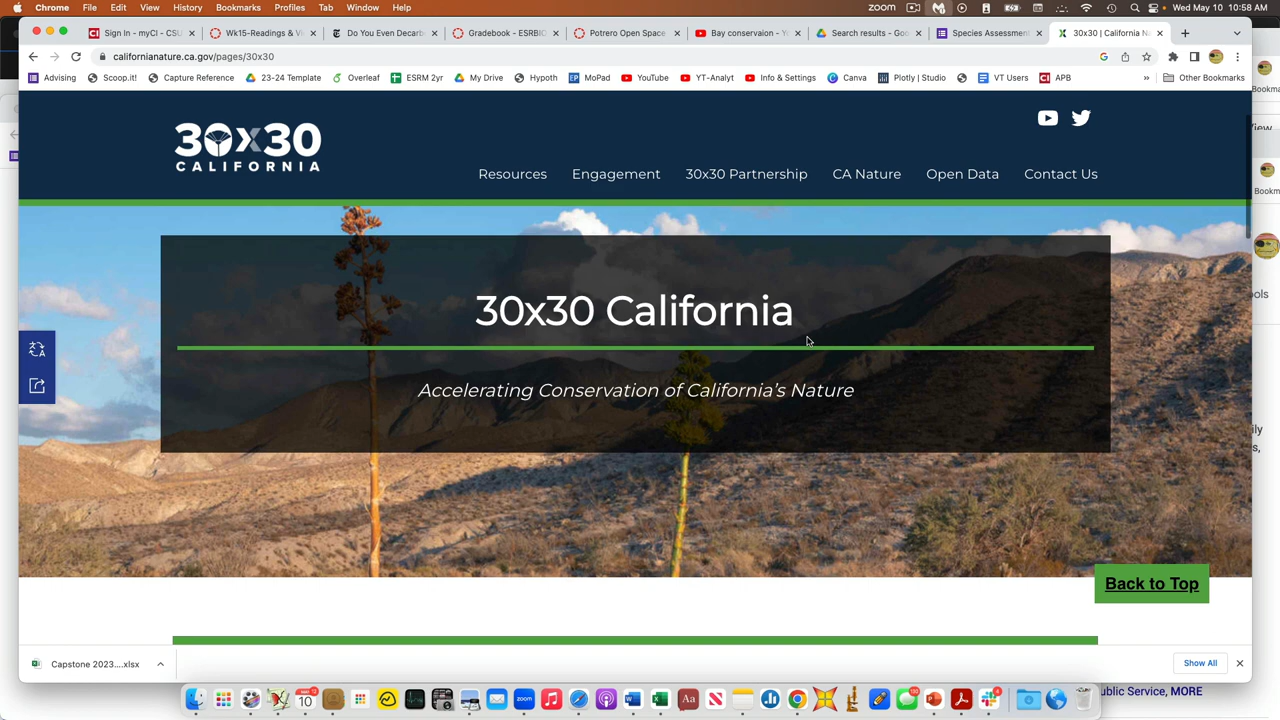 Chrome File Edit View History Bookmarks Profiles Tab Window Help
zoom Wed May 10 10:58 AM
Sign In - myCI - CSU
Wk15-Readings & Vi
Do You Even Decarb
Gradebook - ESRBIO
Potrero Open Space
Bay conservaion - Y
Search results - Goo
Species Assessment
30x30 | California Na
californianature.ca.gov/pages/30x30
Advising Scoop.it! Capture Reference 23-24 Template Overleaf ESRM 2yr My Drive Hypoth MoPad YouTube YT-Analyt Info & Settings Canva Plotly | Studio VT Users APB » Other Bookmarks
30x30
CALIFORNIA
Resources Engagement 30x30 Partnership CA Nature Open Data Contact Us
30x30 California
Accelerating Conservation of California's Nature
Back to Top
Capstone 2023....xlsx
Show All
ublic Service, MORE